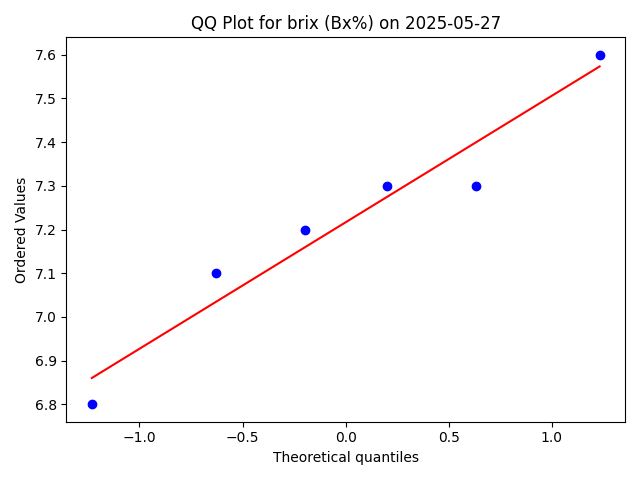 QQ Plot for brix (Bx%) on 2025-05-27
Ordered Values
7.6
7.5
7.4
7.3
7.2
7.1
7.0
6.9
6.8
−1.0 −0.5 0.0 0.5 1.0
Theoretical quantiles